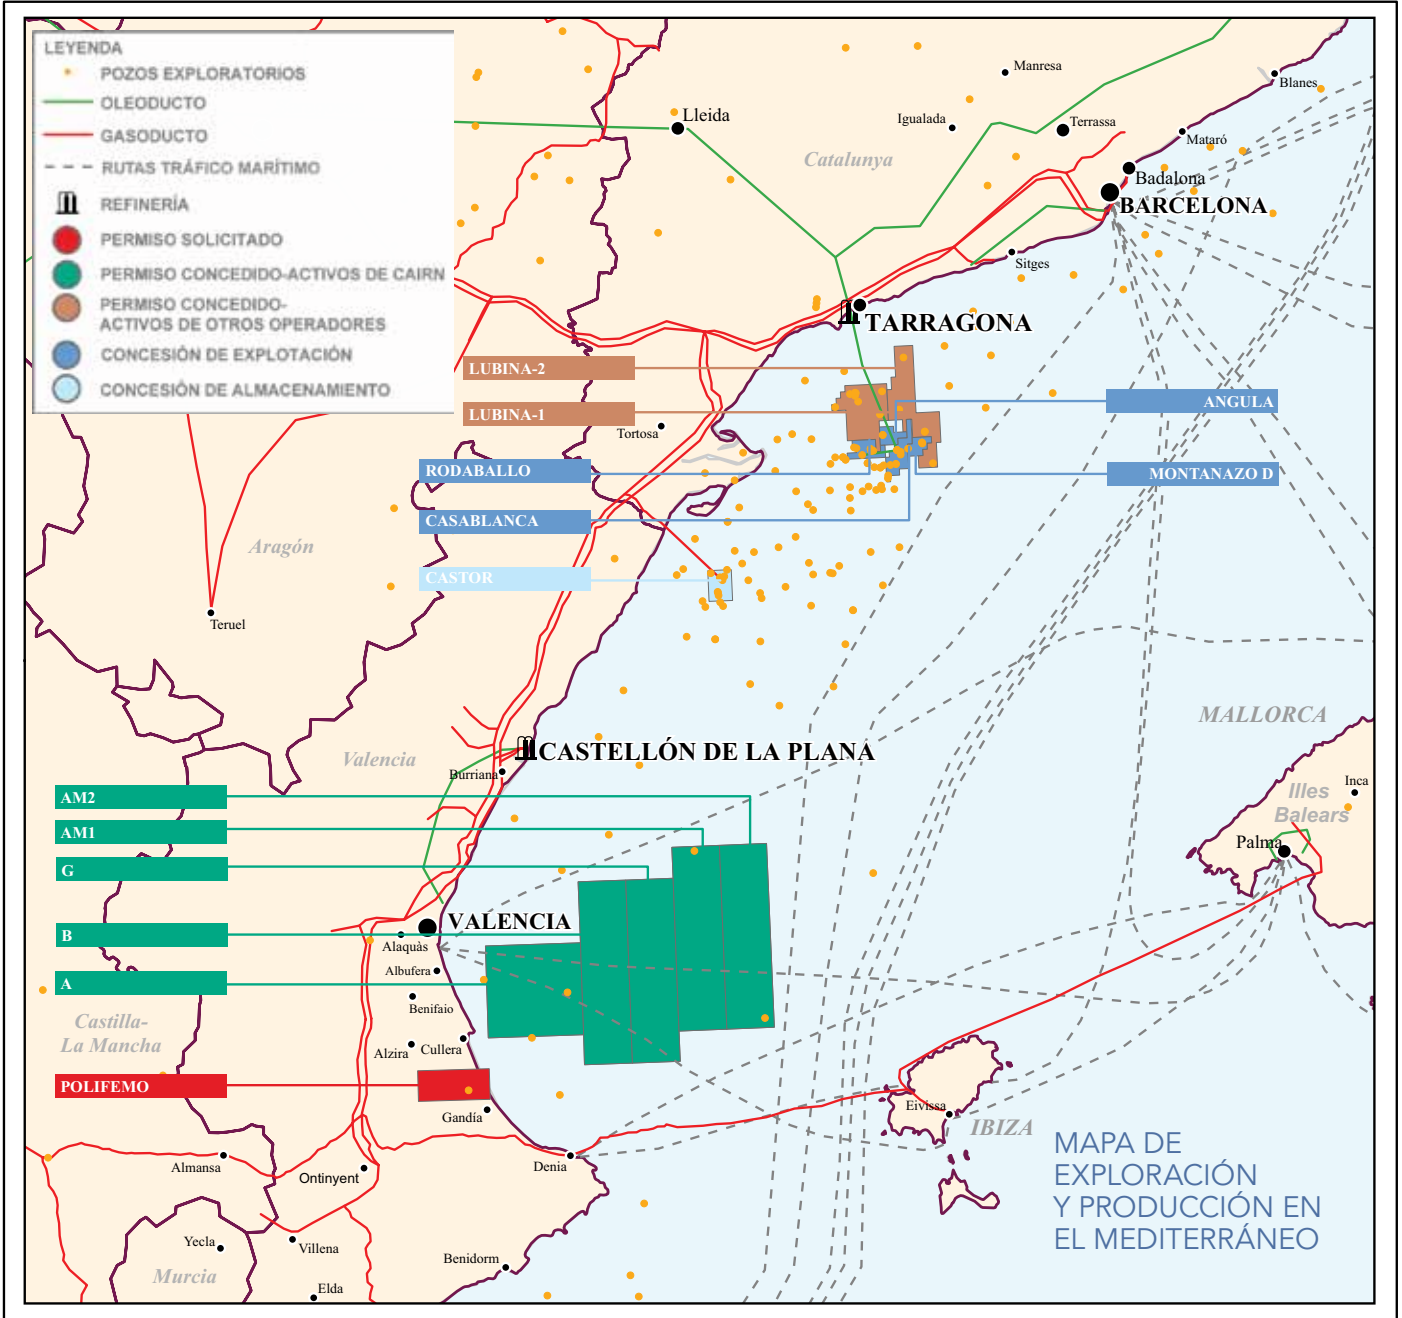 LEYENDA
POZOS EXPLORATORIOS
OLEODUCTO
GASODUCTO
RUTAS TRÁFICO MARÍTIMO
REFINERÍA
PERMISO SOLICITADO
PERMISO CONCEDIDO-ACTIVOS DE CAIRN
PERMISO CONCEDIDO-
ACTIVOS DE OTROS OPERADORES
CONCESIÓN DE EXPLOTACIÓN
CONCESIÓN DE ALMACENAMIENTO
Manresa
Blanes
Lleida
Igualada
Terrassa
Mataró
Catalunya
Badalona
BARCELONA
Sitges
TARRAGONA
LUBINA-2
ANGULA
LUBINA-1
Tortosa
RODABALLO
MONTANAZO D
CASABLANCA
Aragón
CASTOR
Teruel
MALLORCA
CASTELLÓN DE LA PLANA
Valencia
Burriana
Inca
Illes
Balears
AM2
AM1
Palma
G
VALENCIA
B
Alaquàs
Albufera
A
Benifaio
Castilla-
La Mancha
Alzira
Cullera
POLIFEMO
Gandía
Eivissa
IBIZA
MAPA DE
EXPLORACIÓN
Y PRODUCCIÓN EN
EL MEDITERRÁNEO
Almansa
Denia
Ontinyent
Yecla
Villena
Benidorm
Murcia
Elda